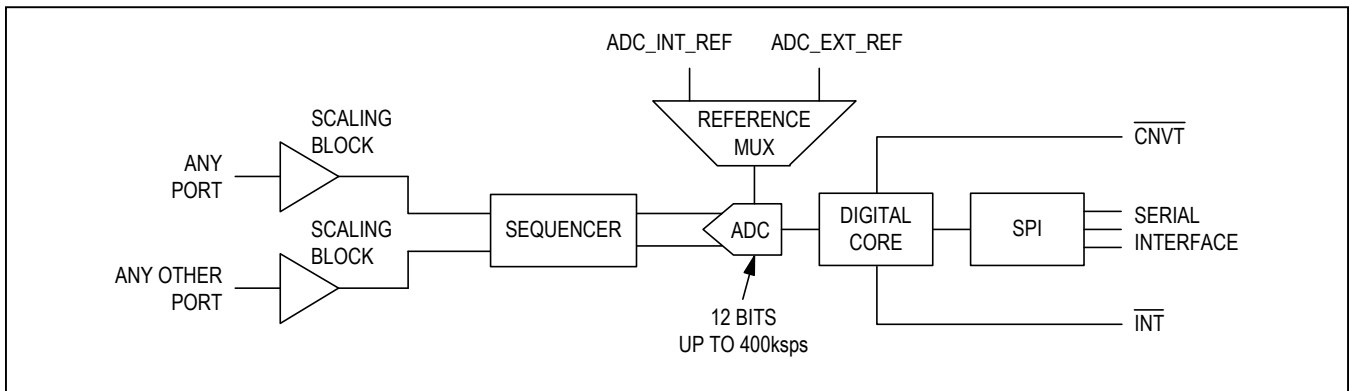 ADC_INT_REF
ADC_EXT_REF
REFERENCE
MUX
SCALING
BLOCK
ANY
PORT
SCALING
BLOCK
ANY OTHER
PORT
SEQUENCER
ADC
12 BITS
UP TO 400ksps
DIGITAL
CORE
SPI
CNVT
SERIAL
INTERFACE
INT